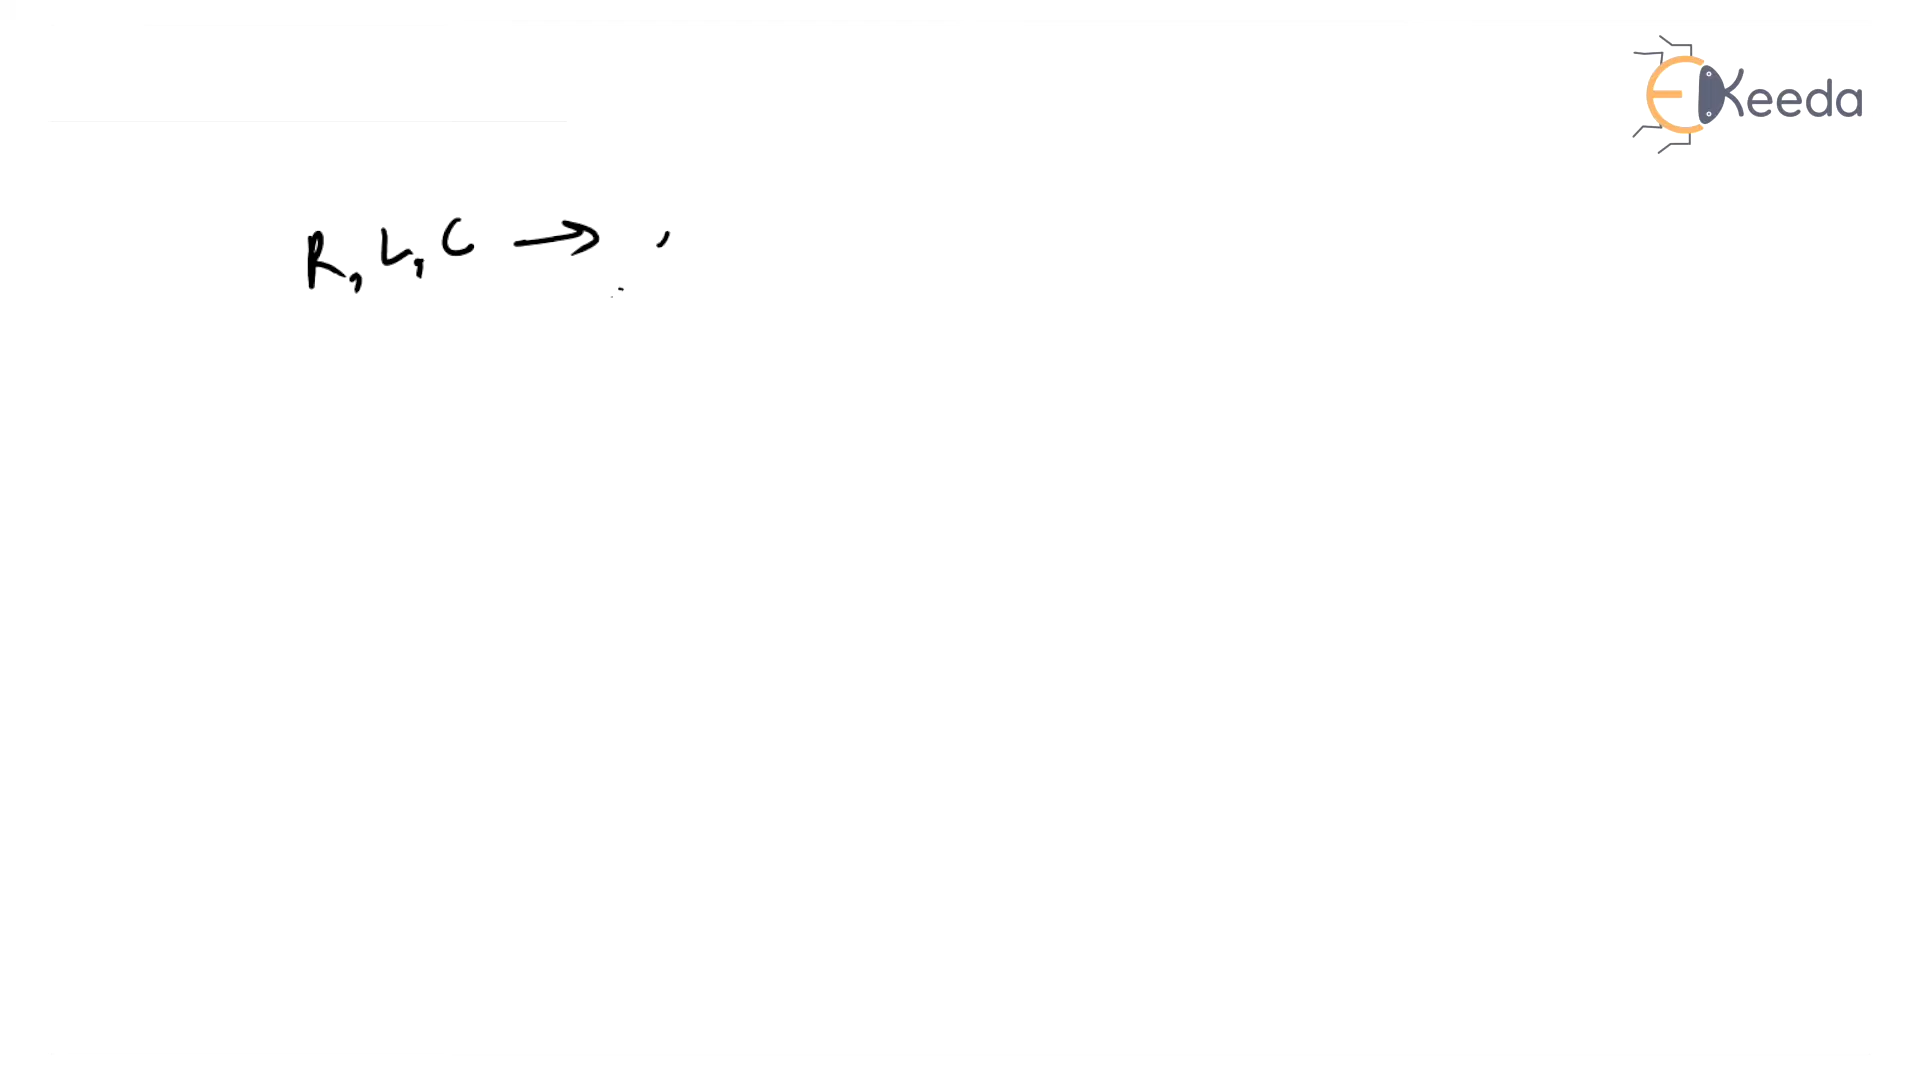 EKeeda
R, L, C →